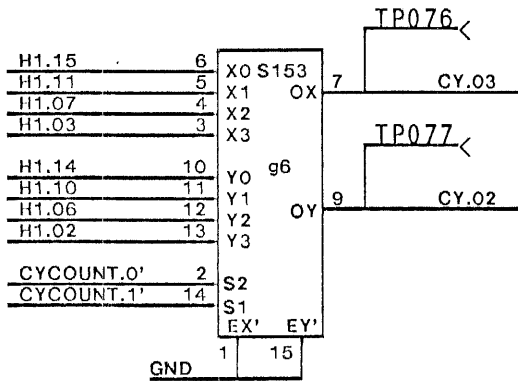 TP076
H1.15 6 X0 S153
H1.11 5 X1 OX 7 CY.03
H1.07 4 X2
H1.03 3 X3
TP077
H1.14 10 Y0 g6
H1.10 11 Y1
H1.06 12 Y2 OY 9 CY.02
H1.02 13 Y3
CYCOUNT.0' 2 S2
CYCOUNT.1' 14 S1
EX' EY'
1 15
GND